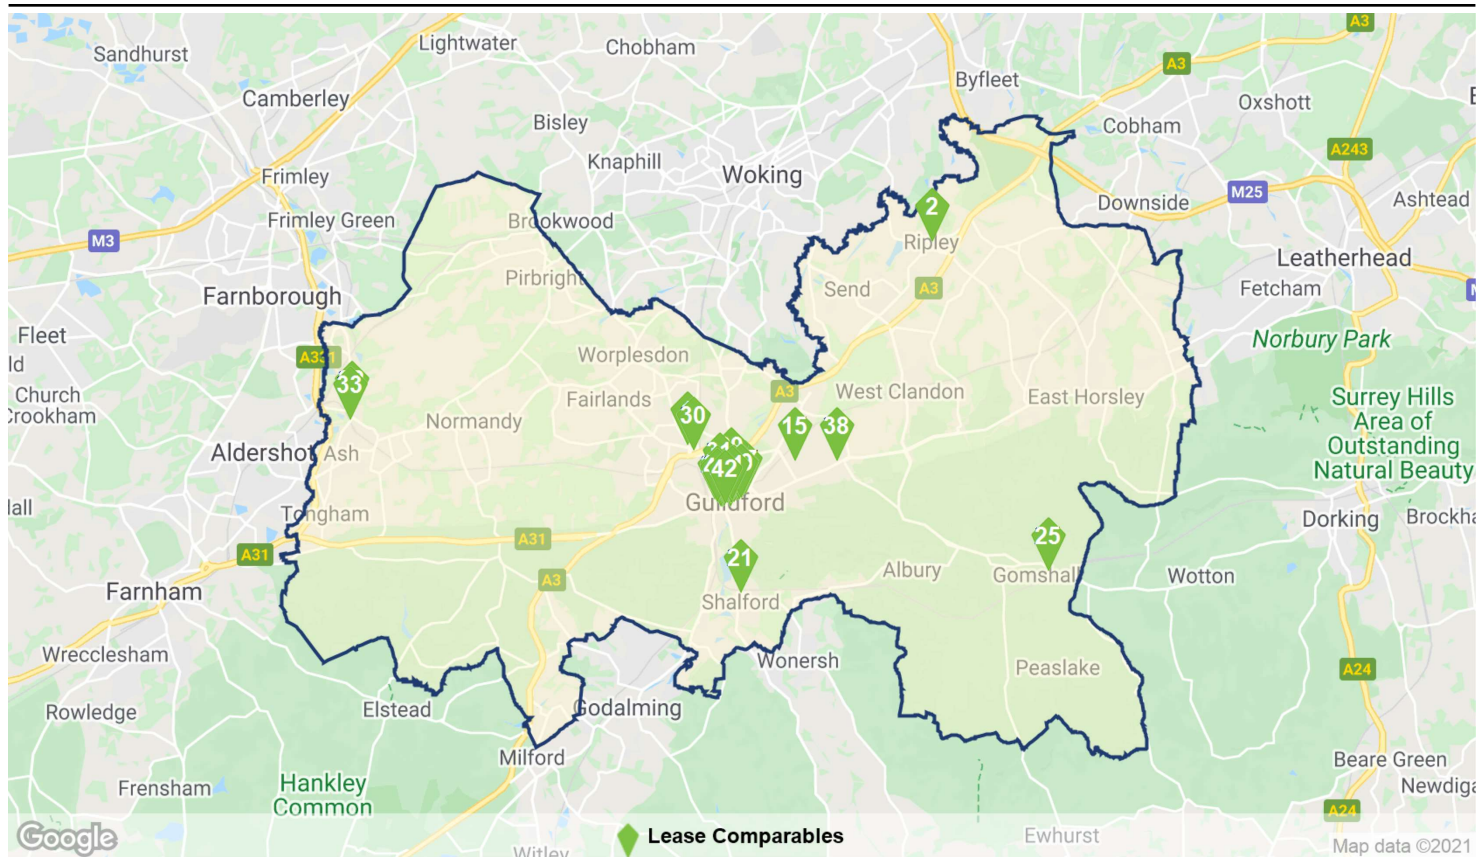 A3
Lightwater
Chobham
Sandhurst
A3
Byfleet
Camberley
Oxshott
Bisley
Cobham
A243
Knaphill
Woking
Frimley
M25
Ashtead
Downside
2
Frimley Green
Brookwood
M3
Ripley
Leatherhead
Pirbright
Send
A3
Fetcham
Farnborough
Fleet
Norbury Park
ld
A331
Worplesdon
33
Church
Crookham
A3
West Clandon
East Horsley
Fairlands
Surrey Hills
Area of
Outstanding
Natural Beauty
30
Normandy
15
38
Aldershot
Ash
42
Guildford
Tongham
Dorking
A31
25
A31
21
Albury
Gomshall
Wotton
A3
Farnham
Shalford
Wrecclesham
Wonersh
Peaslake
A24
Rowledge
Elstead
Godalming
Milford
Beare Green
Hankley
Common
Frensham
A24
Google
Lease Comparables
Ewhurst
Map data ©2021
Witley